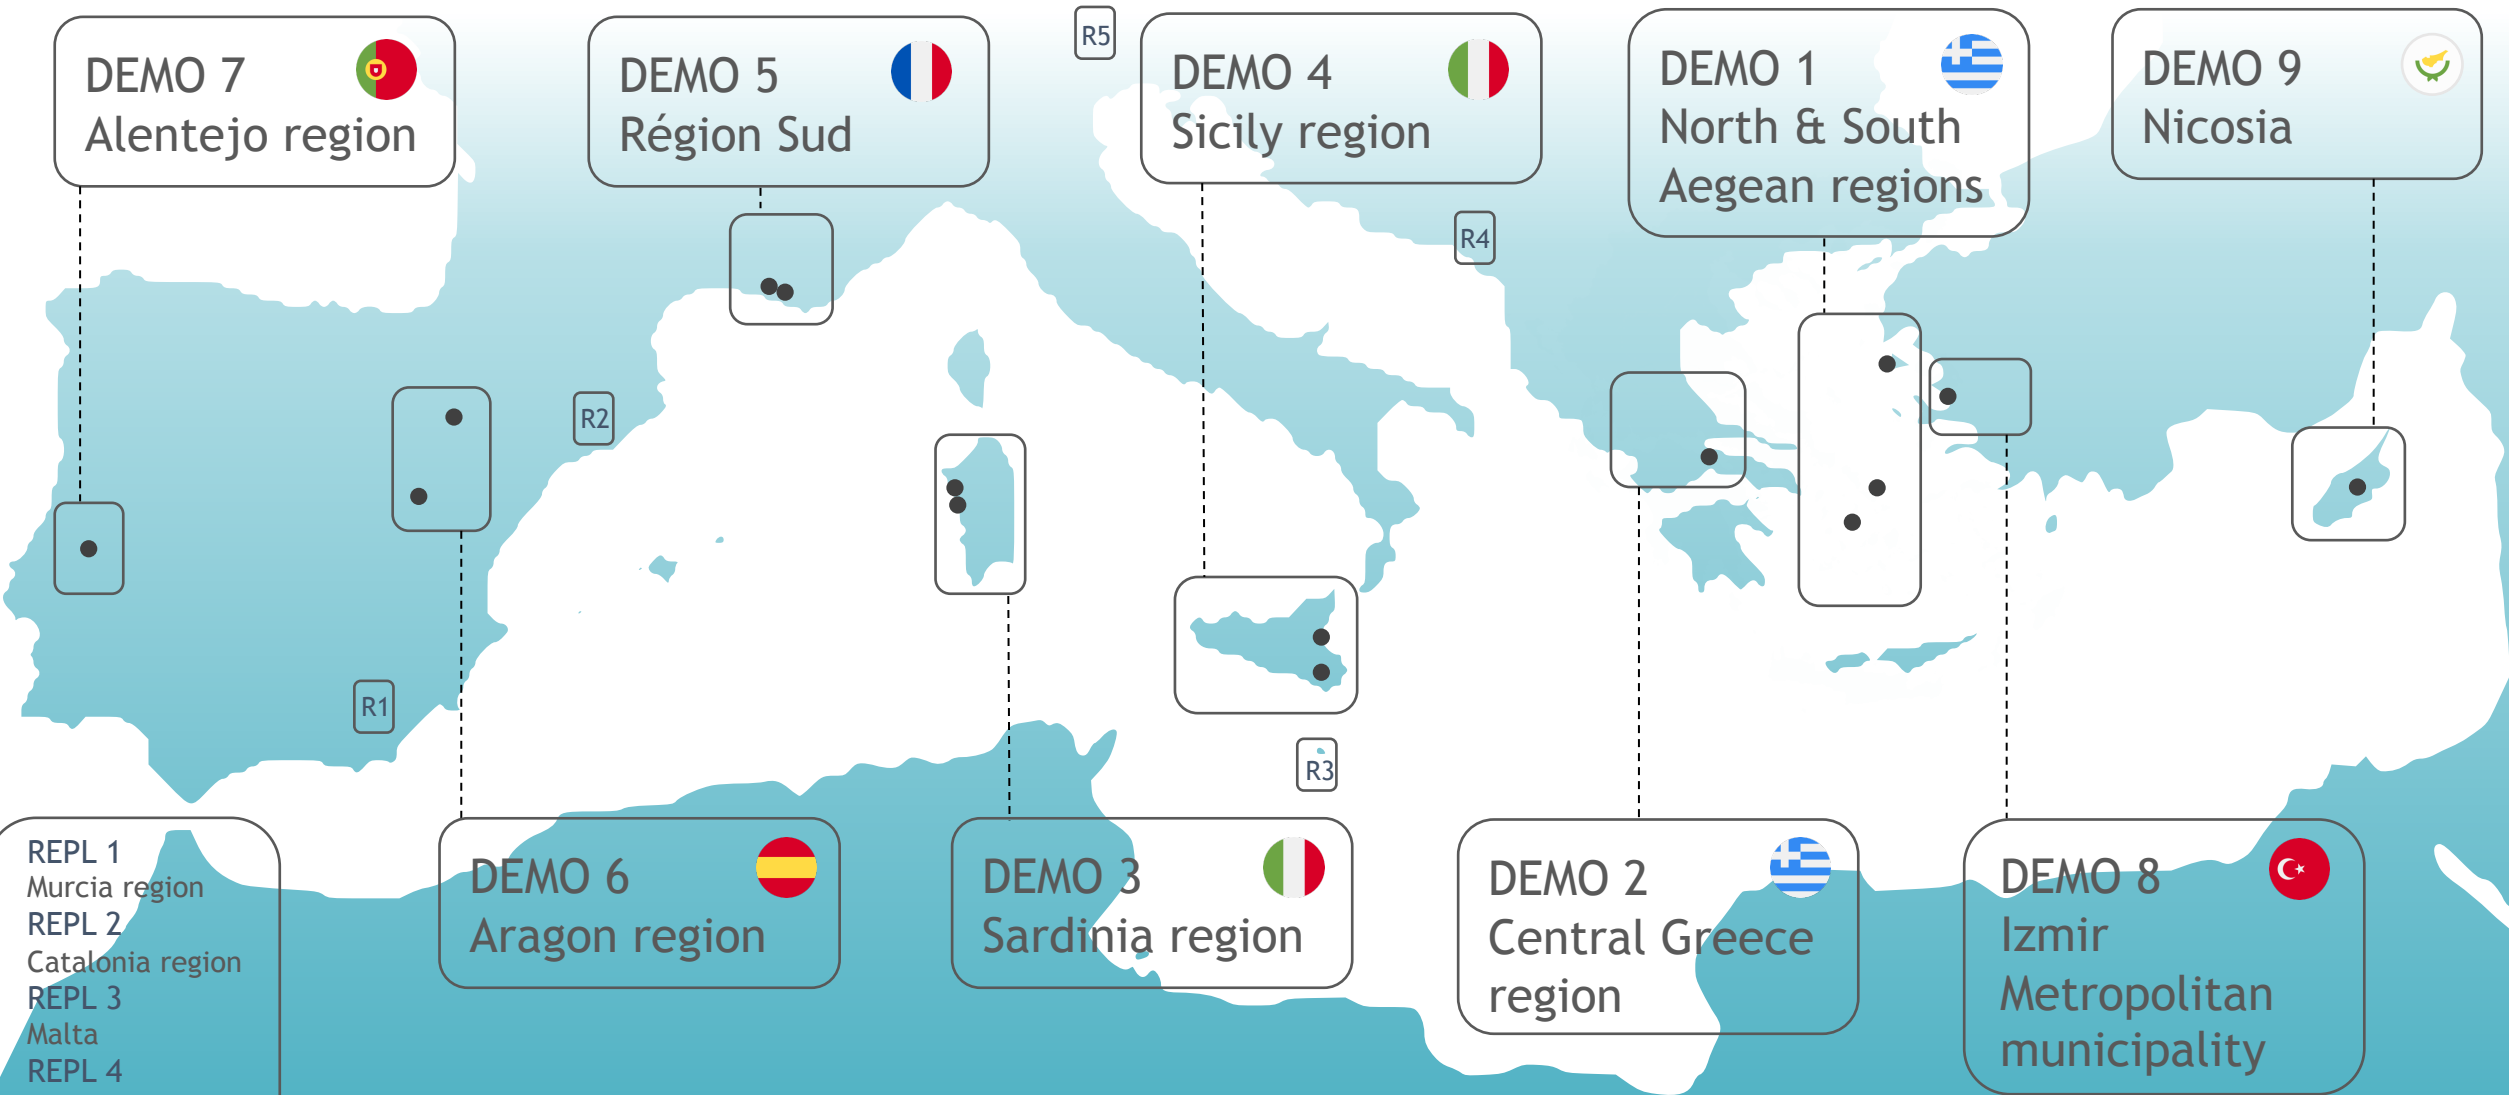 DEMO 7
Alentejo region
DEMO 5
Région Sud
R5
DEMO 4
Sicily region
DEMO 1
North & South
Aegean regions
DEMO 9
Nicosia
R4
R2
R1
R3
REPL 1
Murcia region
REPL 2
Catalonia region
REPL 3
Malta
REPL 4
DEMO 6
Aragon region
DEMO 3
Sardinia region
DEMO 2
Central Greece
region
DEMO 8
Izmir
Metropolitan
municipality